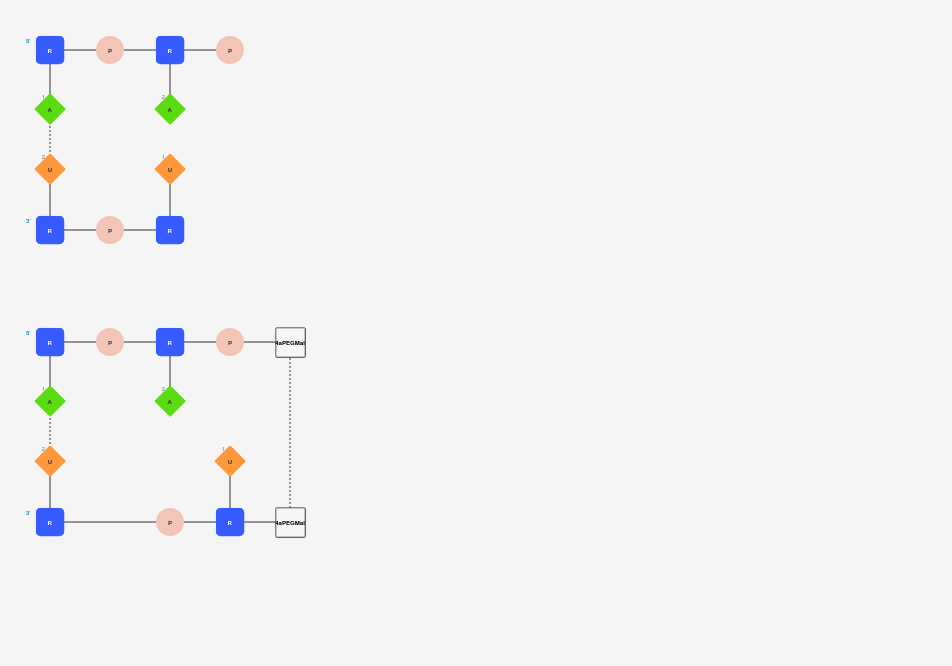 5'
R P R P
1 2
A A
2 1
U U
3'
R P R
5'
R P R P 4aPEGMal
1 2
A A
2 1
U U
3'
R P R 4aPEGMal